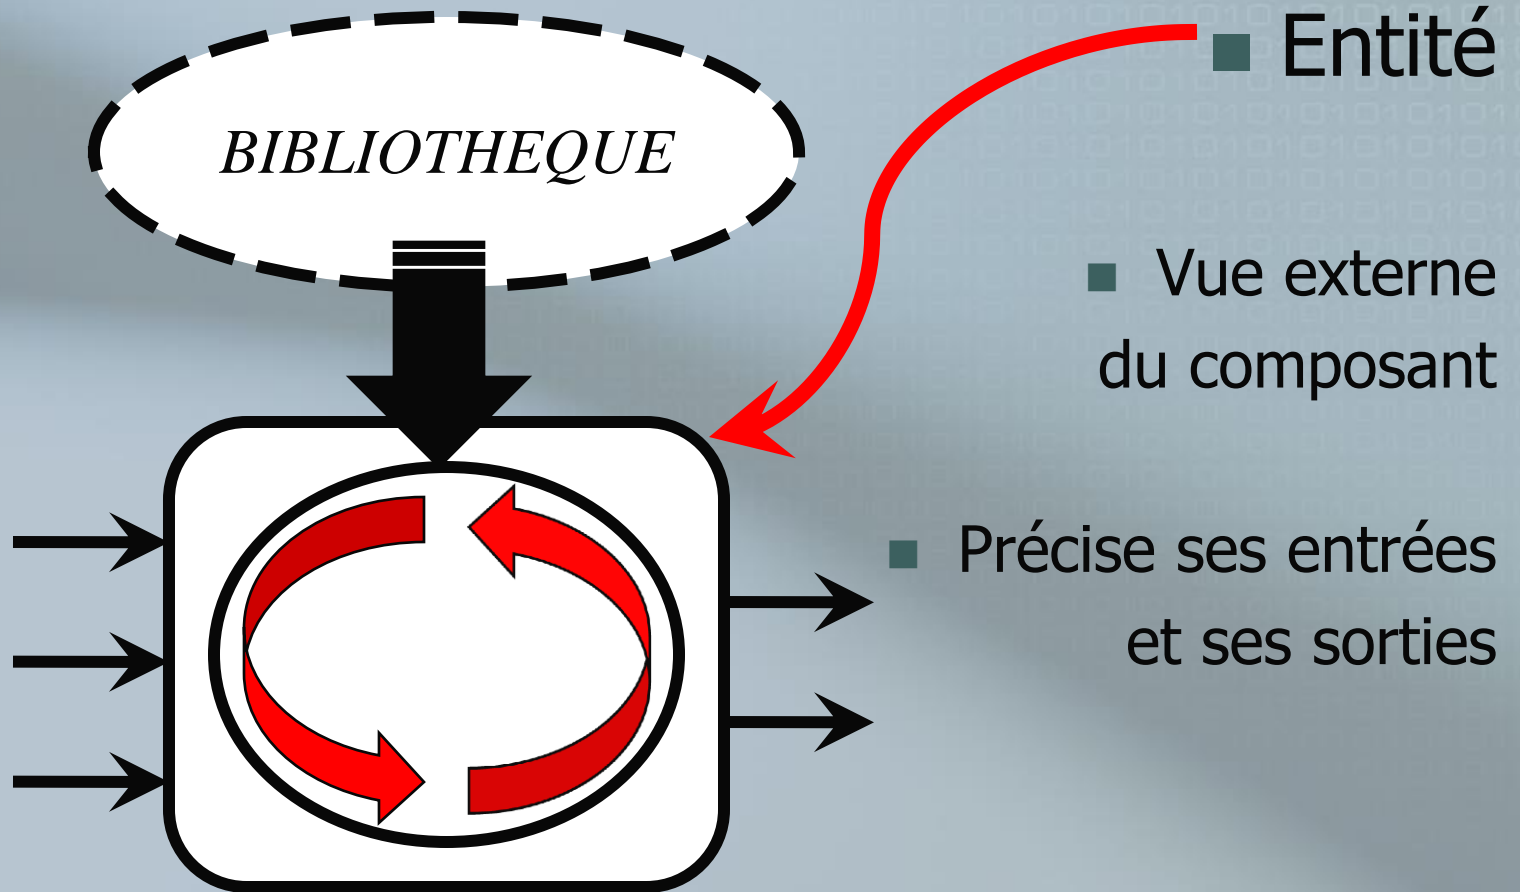 BIBLIOTHEQUE
Entité
Vue externe
du composant
Précise ses entrées
et ses sorties